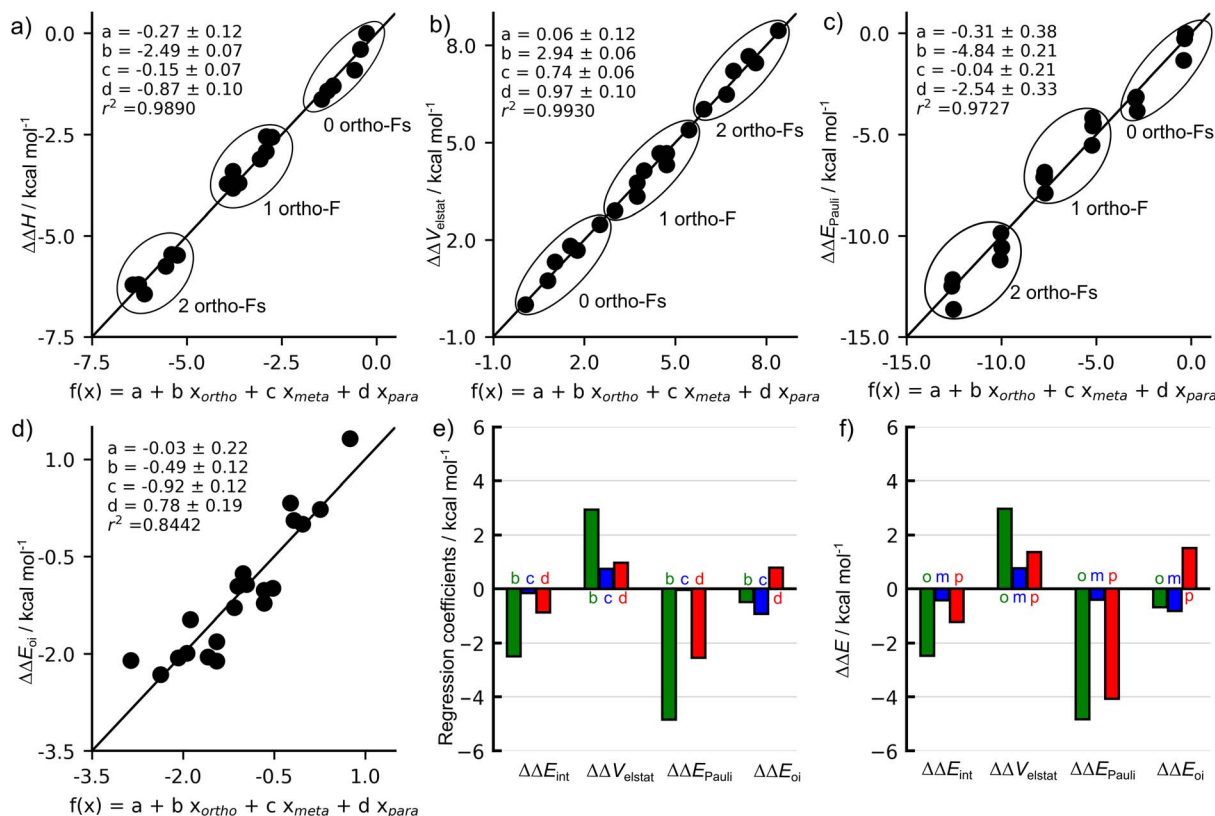 a)
0.0
-2.5
-5.0
-7.5
ΔΔH / kcal mol⁻¹
a = -0.27 ± 0.12
b = -2.49 ± 0.07
c = -0.15 ± 0.07
d = -0.87 ± 0.10
r² =0.9890
0 ortho-Fs
1 ortho-F
2 ortho-Fs
-7.5 -5.0 -2.5 0.0
f(x) = a + b x_ortho + c x_meta + d x_para
b)
8.0
5.0
2.0
-1.0
ΔΔV_elstat / kcal mol⁻¹
a = 0.06 ± 0.12
b = 2.94 ± 0.06
c = 0.74 ± 0.06
d = 0.97 ± 0.10
r² =0.9930
2 ortho-Fs
1 ortho-F
0 ortho-Fs
-1.0 2.0 5.0 8.0
f(x) = a + b x_ortho + c x_meta + d x_para
c)
0.0
-5.0
-10.0
-15.0
ΔΔE_Pauli / kcal mol⁻¹
a = -0.31 ± 0.38
b = -4.84 ± 0.21
c = -0.04 ± 0.21
d = -2.54 ± 0.33
r² =0.9727
0 ortho-Fs
1 ortho-F
2 ortho-Fs
-15.0 -10.0 -5.0 0.0
f(x) = a + b x_ortho + c x_meta + d x_para
d)
1.0
-0.5
-2.0
-3.5
ΔΔE_oi / kcal mol⁻¹
a = -0.03 ± 0.22
b = -0.49 ± 0.12
c = -0.92 ± 0.12
d = 0.78 ± 0.19
r² =0.8442
-3.5 -2.0 -0.5 1.0
f(x) = a + b x_ortho + c x_meta + d x_para
e)
6
4
2
0
−2
−4
−6
Regression coefficients / kcal mol⁻¹
b c d
b c d
b c d
b c
d
ΔΔE_int ΔΔV_elstat ΔΔE_Pauli ΔΔE_oi
f)
6
4
2
0
−2
−4
−6
ΔΔE / kcal mol⁻¹
o m p
o m p
o m p
o m
p
ΔΔE_int ΔΔV_elstat ΔΔE_Pauli ΔΔE_oi